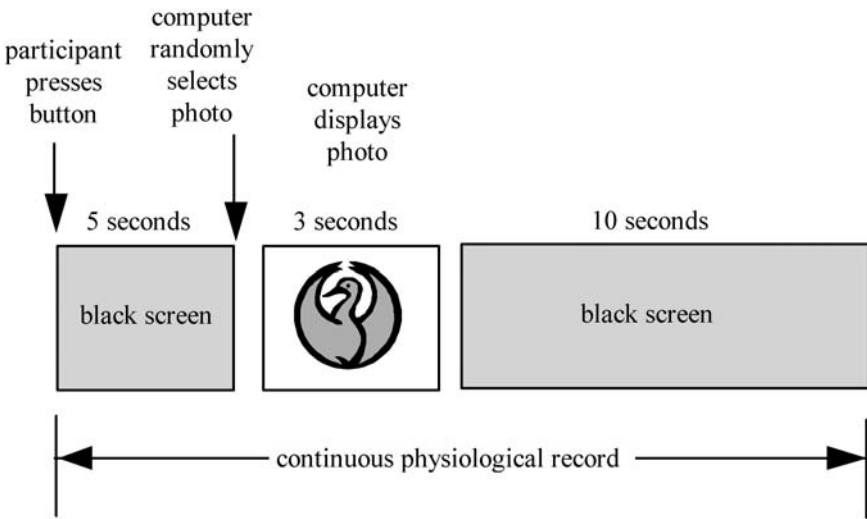 participant
presses
button
computer
randomly
selects
photo
computer
displays
photo
5 seconds
3 seconds
10 seconds
black screen
black screen
continuous physiological record